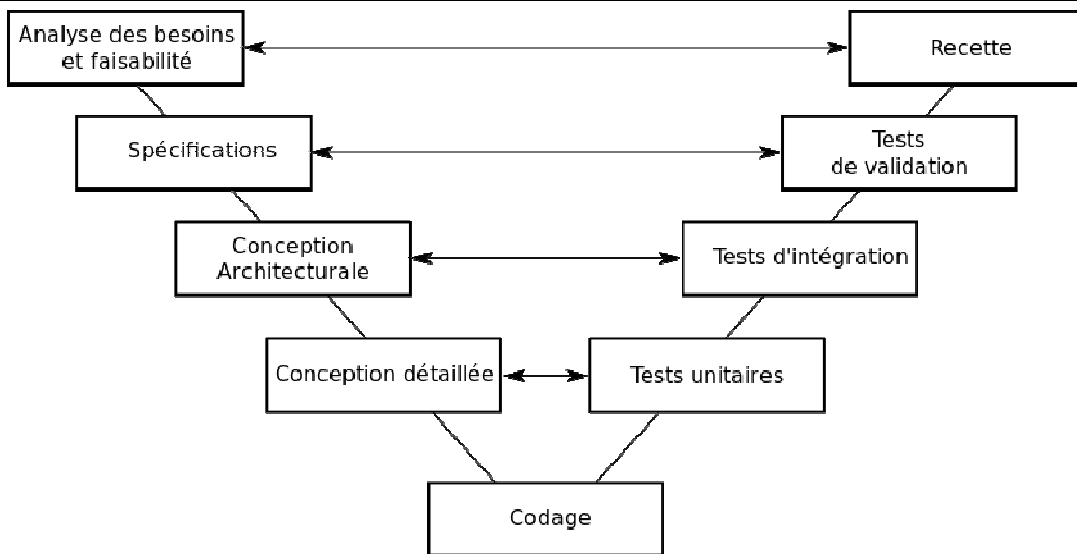 Analyse des besoins
et faisabilité
Recette
Spécifications
Tests
de validation
Conception
Architecturale
Tests d'intégration
Conception détaillée
Tests unitaires
Codage